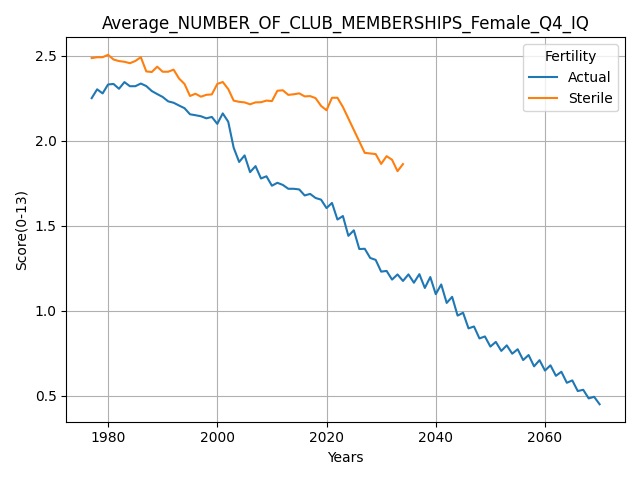 Average_NUMBER_OF_CLUB_MEMBERSHIPS_Female_Q4_IQ
Fertility
Actual
Sterile
Score(0-13)
2.5
2.0
1.5
1.0
0.5
1980 2000 2020 2040 2060
Years